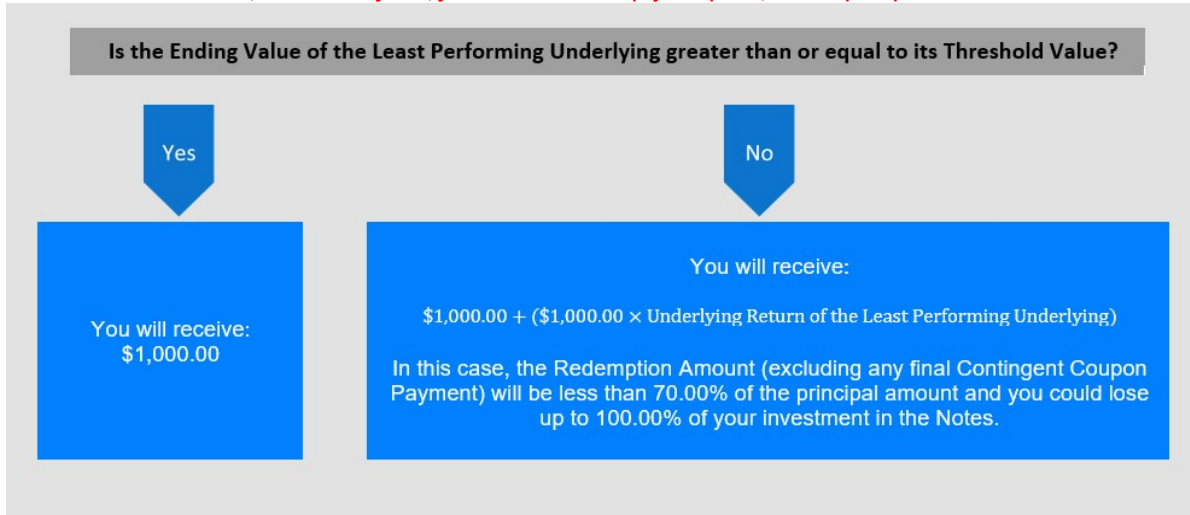 Is the Ending Value of the Least Performing Underlying greater than or equal to its Threshold Value?
Yes
No
You will receive:
$1,000.00
You will receive:
$1,000.00 + ($1,000.00 × Underlying Return of the Least Performing Underlying)
In this case, the Redemption Amount (excluding any final Contingent Coupon
Payment) will be less than 70.00% of the principal amount and you could lose
up to 100.00% of your investment in the Notes.